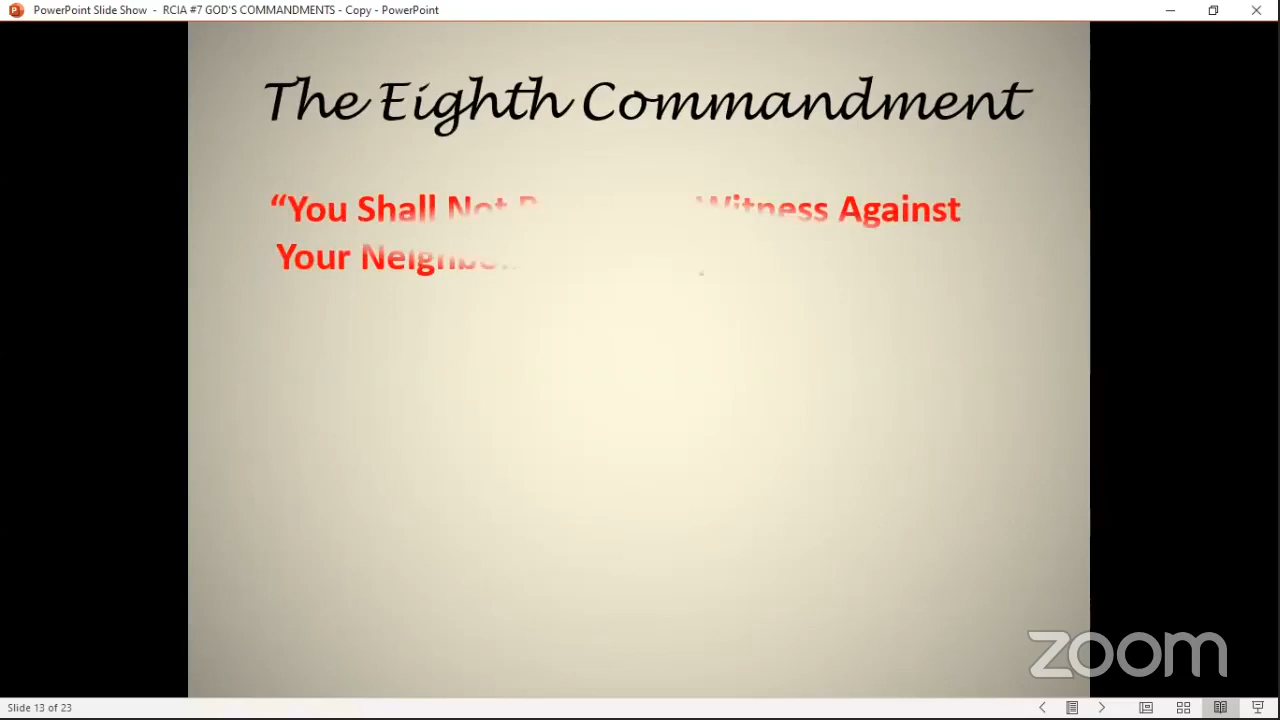 PowerPoint Slide Show - RCIA #7 GOD'S COMMANDMENTS - Copy - PowerPoint
The Eighth Commandment
“You Shall Not Witness Against
Your
zoom
Slide 13 of 23